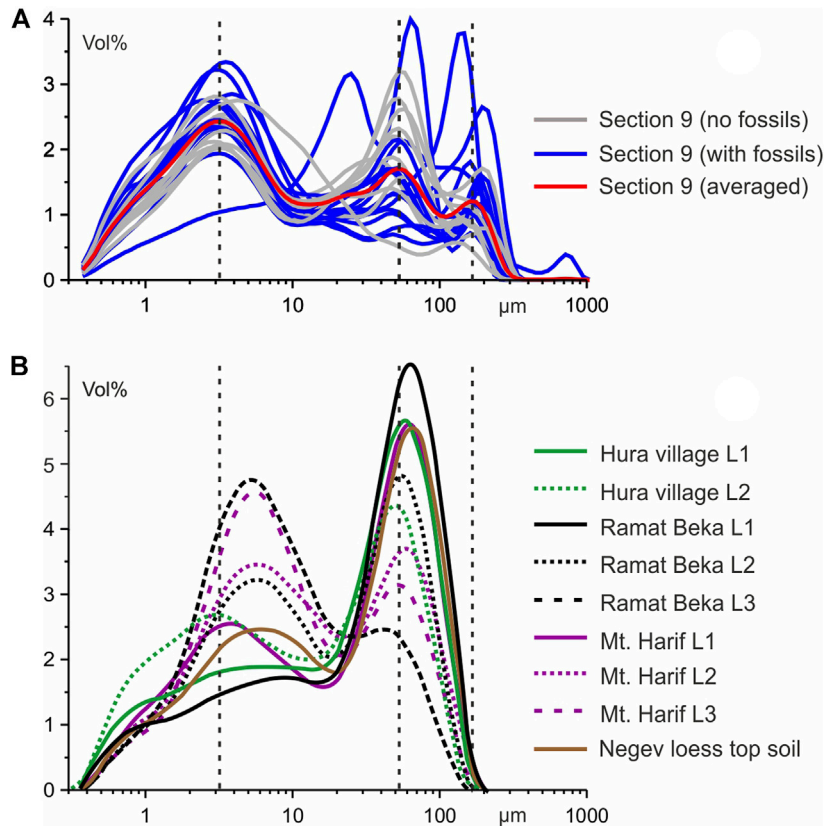 A
Vol%
4
3
2
1
0
1
10
100
µm
1000
Section 9 (no fossils)
Section 9 (with fossils)
Section 9 (averaged)
B
Vol%
6
5
4
3
2
1
0
1
10
100
µm
1000
Hura village L1
Hura village L2
Ramat Beka L1
Ramat Beka L2
Ramat Beka L3
Mt. Harif L1
Mt. Harif L2
Mt. Harif L3
Negev loess top soil